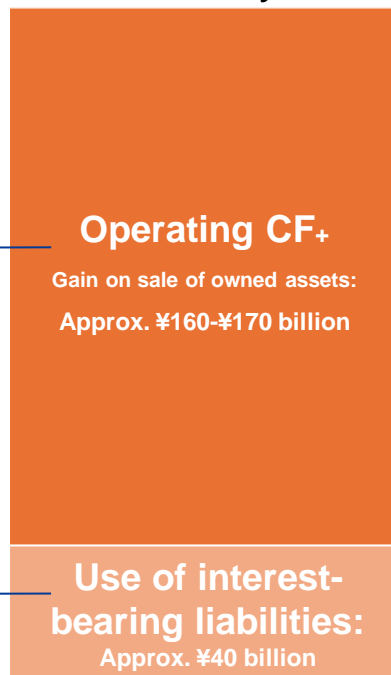 Operating CF+
Gain on sale of owned assets:
Approx. ¥160-¥170 billion
Use of interest-
bearing liabilities:
Approx. ¥40 billion